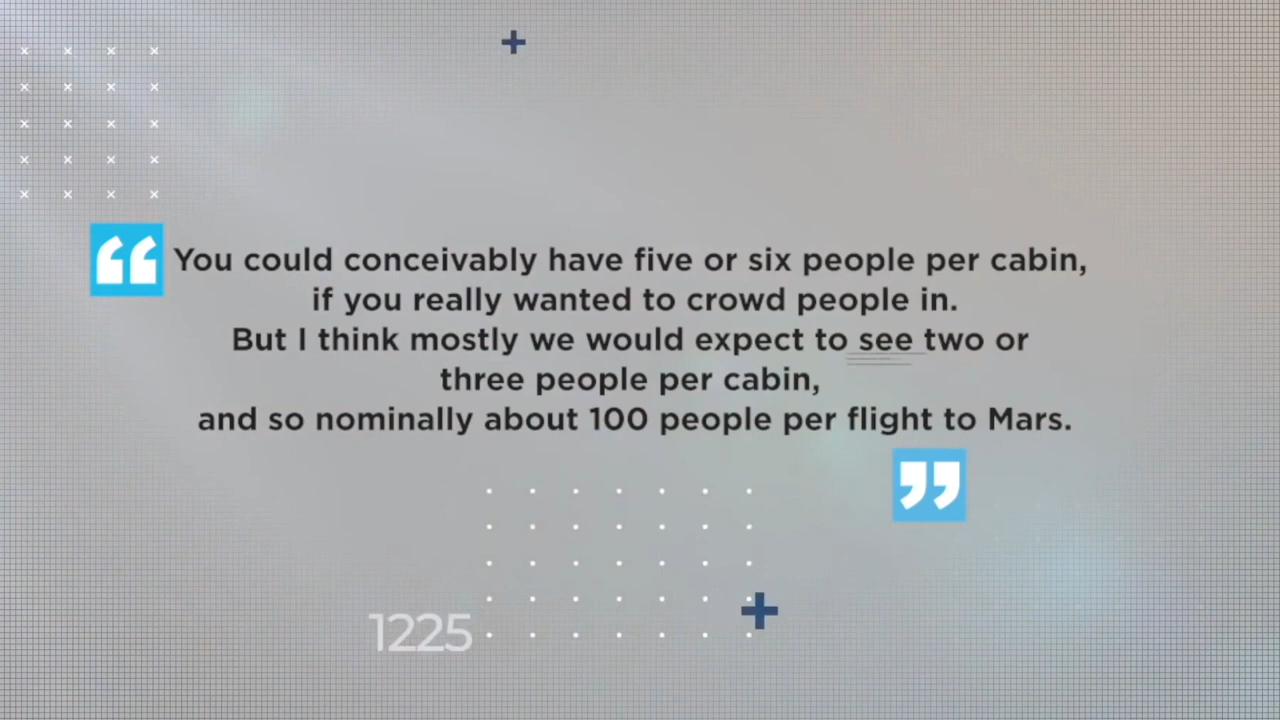 You could conceivably have five or six people per cabin,
if you really wanted to crowd people in.
But I think mostly we would expect to see two or
three people per cabin,
and so nominally about 100 people per flight to Mars.
1225